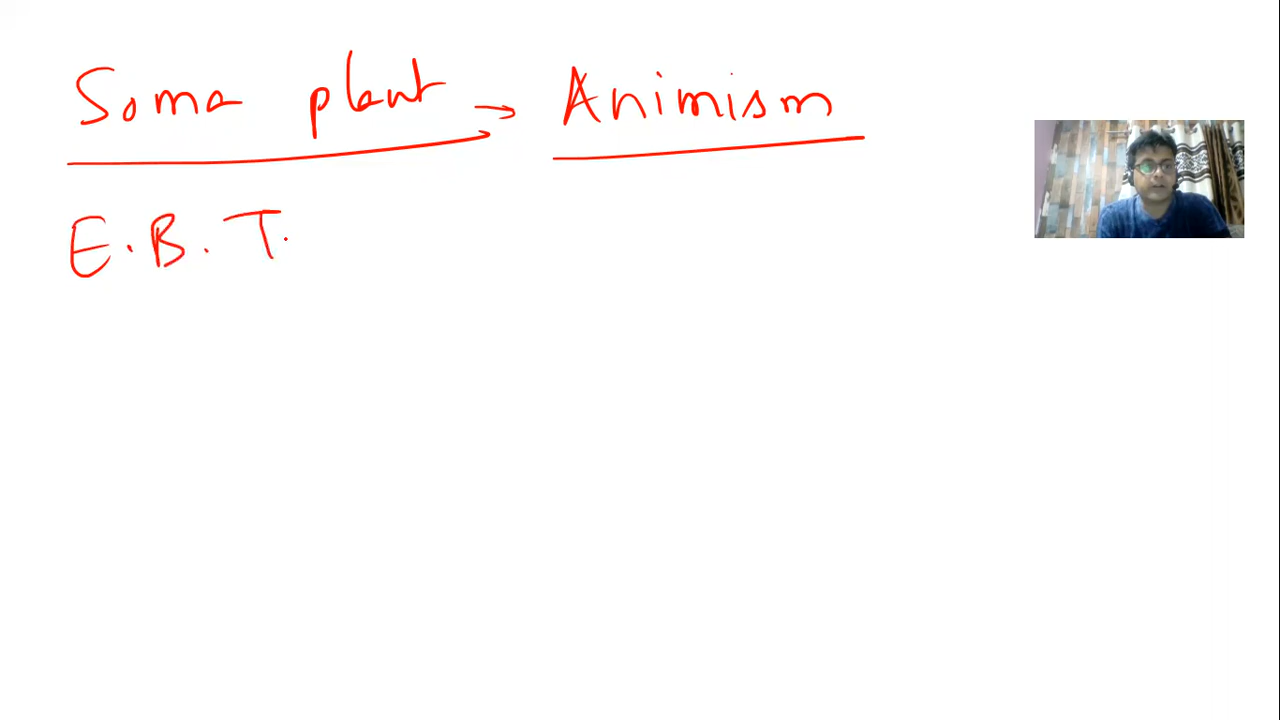 Soma plant → Animism
E.B.T.